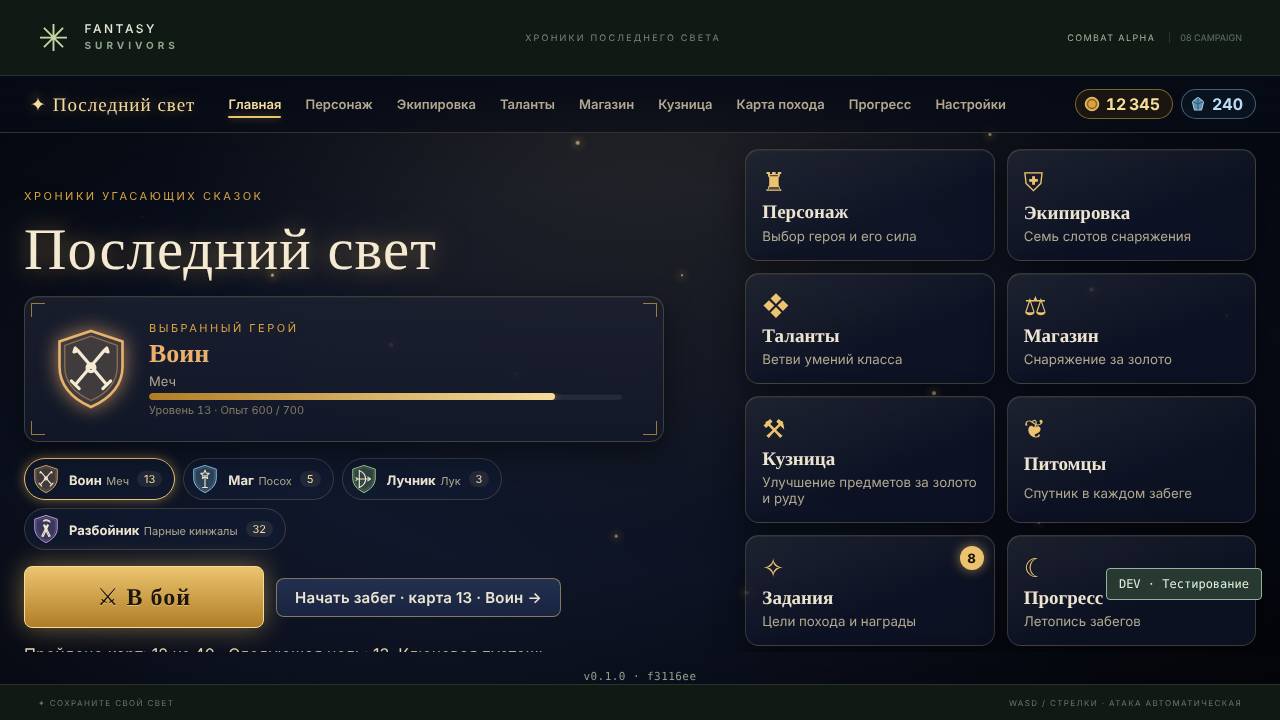 FANTASY
SURVIVORS
ХРОНИКИ ПОСЛЕДНЕГО СВЕТА
COMBAT ALPHA
08 CAMPAIGN
✦ Последний свет
Главная
Персонаж
Экипировка
Таланты
Магазин
Кузница
Карта похода
Прогресс
Настройки
12 345
240
ХРОНИКИ УГАСАЮЩИХ СКАЗОК
Последний свет
ВЫБРАННЫЙ ГЕРОЙ
Воин
Меч
Уровень 13 · Опыт 600 / 700
Воин Меч 13
Маг Посох 5
Лучник Лук 3
Разбойник Парные кинжалы 32
⚔ В бой
Начать забег · карта 13 · Воин →
Персонаж
Выбор героя и его сила
Экипировка
Семь слотов снаряжения
Таланты
Ветви умений класса
Магазин
Снаряжение за золото
Кузница
Улучшение предметов за золото
и руду
Питомцы
Спутник в каждом забеге
8
Задания
Цели похода и награды
Прогресс
Летопись забегов
DEV · Тестирование
v0.1.0 · f3116ee
✦ СОХРАНИТЕ СВОЙ СВЕТ
WASD / СТРЕЛКИ · АТАКА АВТОМАТИЧЕСКАЯ